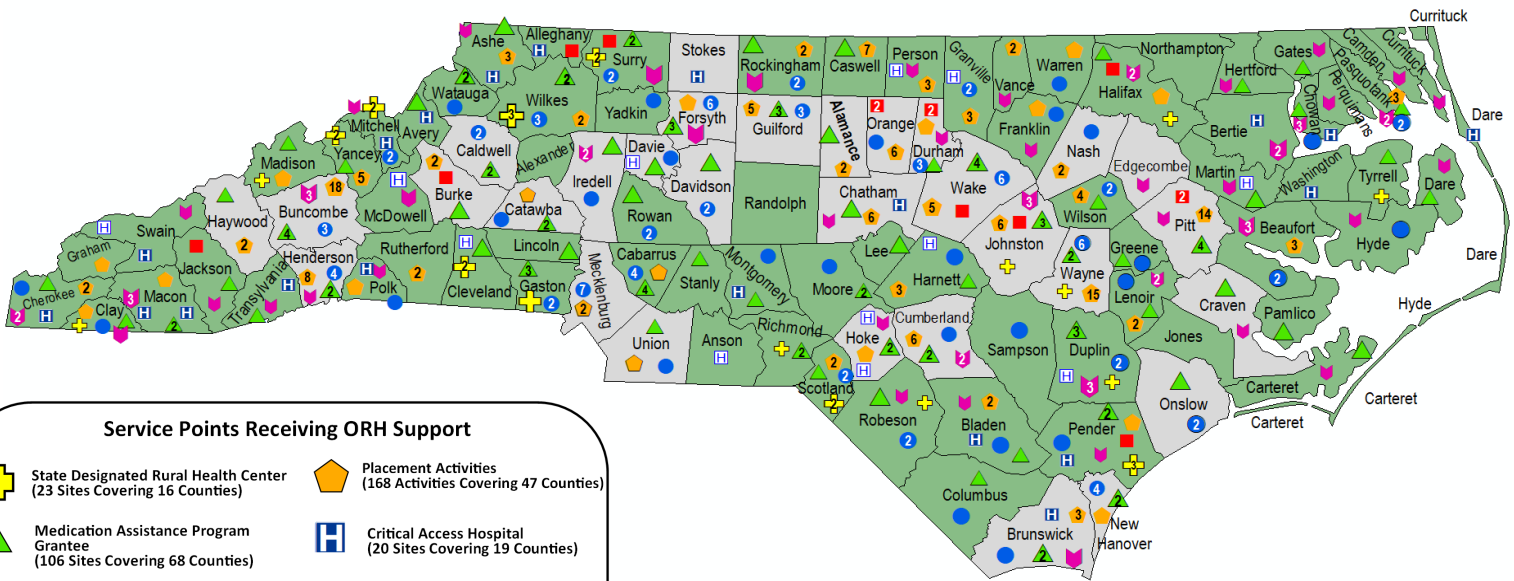 Currituck
Ashe
Alleghany
Surry
Stokes
Rockingham
Caswell
Person
Granville
Vance
Warren
Northampton
Gates
Camden
Currituck
Pasquotank
Perquimans
Chowan
Hertford
Halifax
Watauga
Wilkes
Yadkin
Forsyth
Guilford
Alamance
Orange
Durham
Franklin
Nash
Bertie
Dare
Mitchell
Avery
Caldwell
Alexander
Davie
Iredell
Davidson
Randolph
Chatham
Wake
Edgecombe
Martin
Washington
Tyrrell
Dare
Madison
Yancey
Burke
Catawba
Rowan
Wilson
Pitt
Beaufort
Hyde
Haywood
Buncombe
McDowell
Johnston
Greene
Swain
Graham
Jackson
Henderson
Rutherford
Lincoln
Cabarrus
Lee
Harnett
Wayne
Dare
Cherokee
Macon
Clay
Transylvania
Polk
Cleveland
Gaston
Mecklenburg
Stanly
Montgomery
Moore
Lenoir
Craven
Pamlico
Hyde
Union
Anson
Richmond
Hoke
Cumberland
Sampson
Duplin
Jones
Carteret
Carteret
Carteret
Scotland
Robeson
Bladen
Pender
Onslow
Columbus
Brunswick
New
Hanover
Service Points Receiving ORH Support
State Designated Rural Health Center
(23 Sites Covering 16 Counties)
Placement Activities
(168 Activities Covering 47 Counties)
Medication Assistance Program
Grantee
(106 Sites Covering 68 Counties)
H
Critical Access Hospital
(20 Sites Covering 19 Counties)